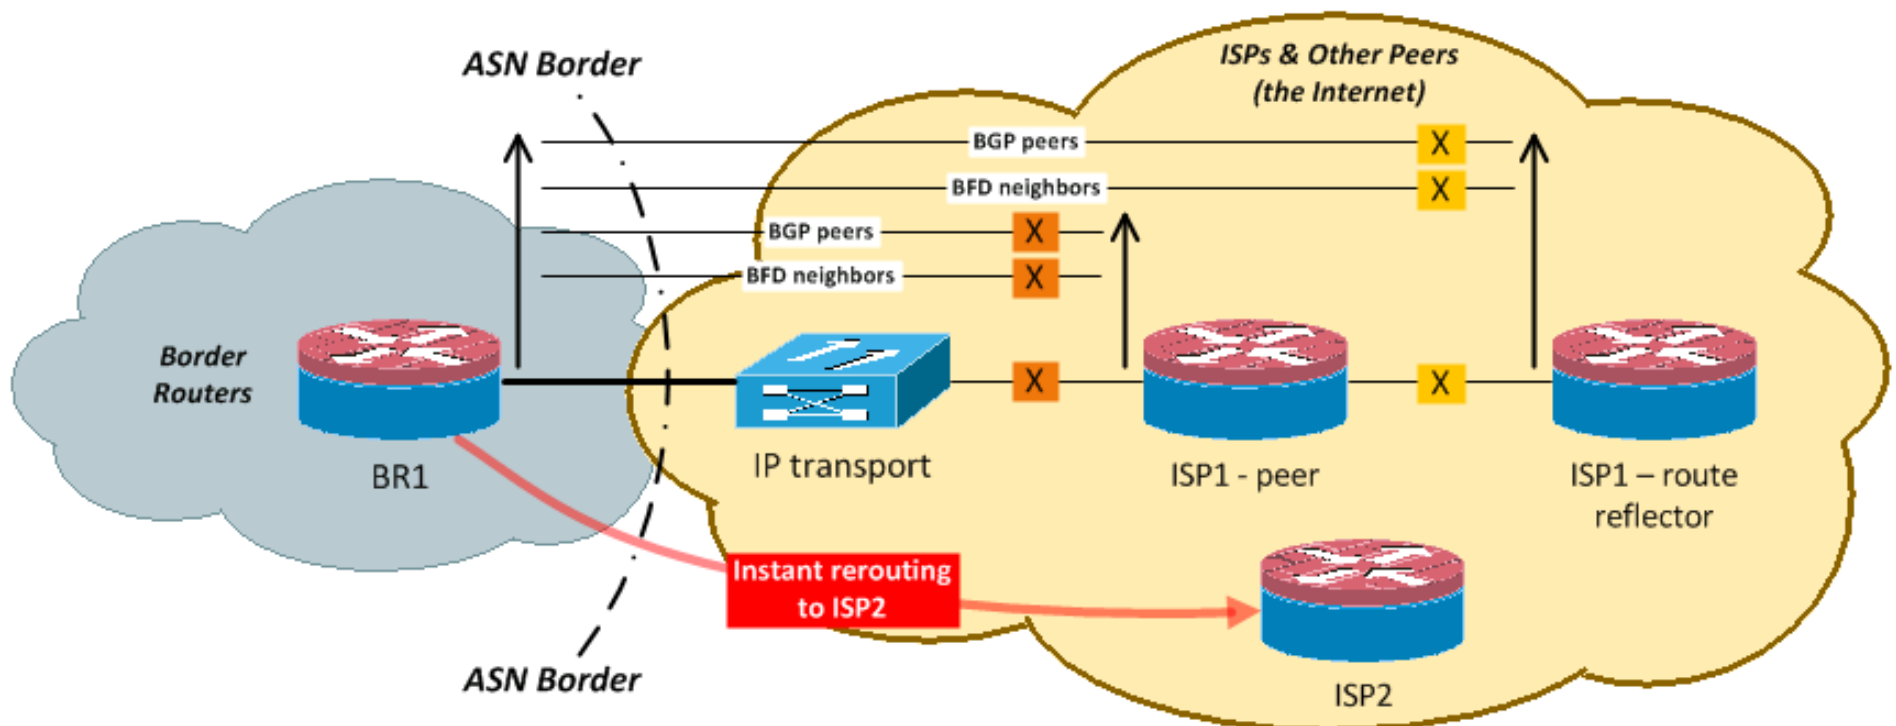 ASN Border
ISPs & Other Peers
(the Internet)
BGP peers
X
BFD neighbors
X
BGP peers
X
BFD neighbors
X
Border
Routers
X
X
BR1
IP transport
ISP1 - peer
ISP1 – route
reflector
Instant rerouting
to ISP2
ASN Border
ISP2